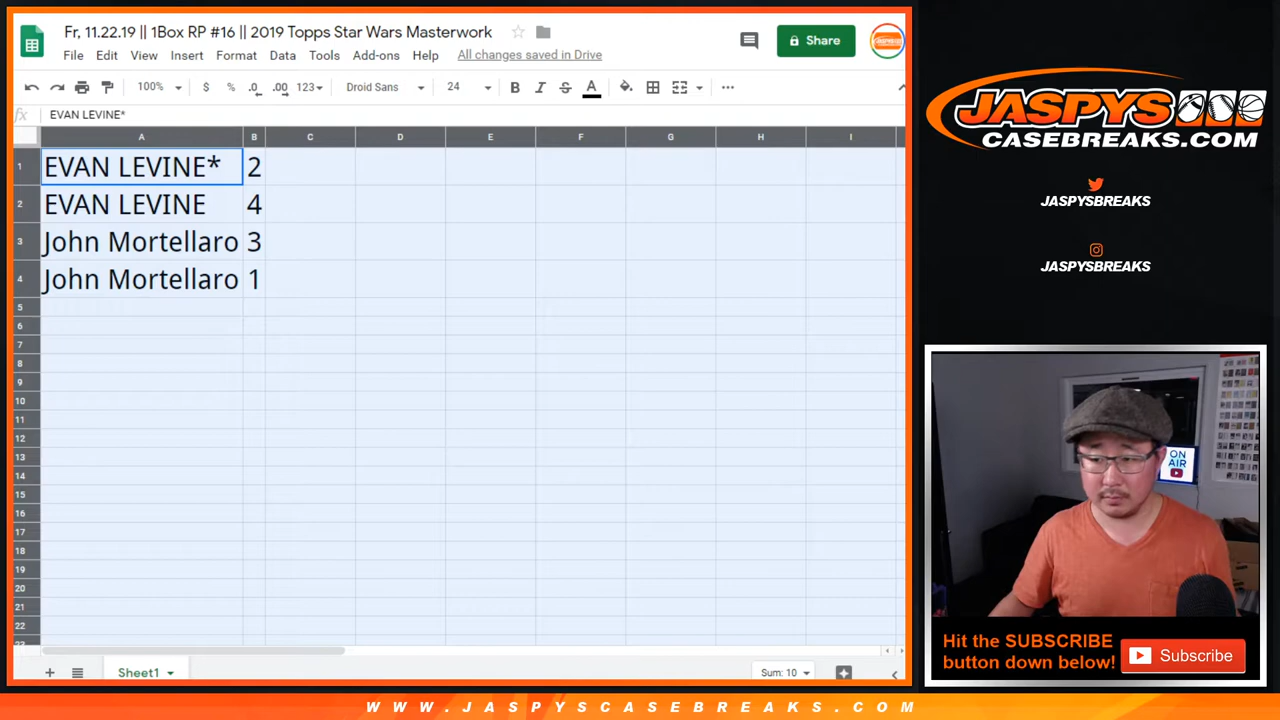 Fr, 11.22.19 || 1Box RP #16 || 2019 Topps Star Wars Masterwork
Share
File Edit View Insert Format Data Tools Add-ons Help All changes saved in Drive
100% $ % .0 .00 123 Droid Sans 24 B I S A
fx EVAN LEVINE*
A B C D E F G H I
1 EVAN LEVINE* 2
2 EVAN LEVINE 4
3 John Mortellaro 3
4 John Mortellaro 1
5
6
7
8
9
10
11
12
13
14
15
16
17
18
19
20
21
22
Sheet1 Sum: 10
JASPYS
CASEBREAKS.COM
JASPYSBREAKS
JASPYSBREAKS
ON
AIR
Hit the SUBSCRIBE
button down below!
Subscribe
WWW.JASPYSCASEBREAKS.COM